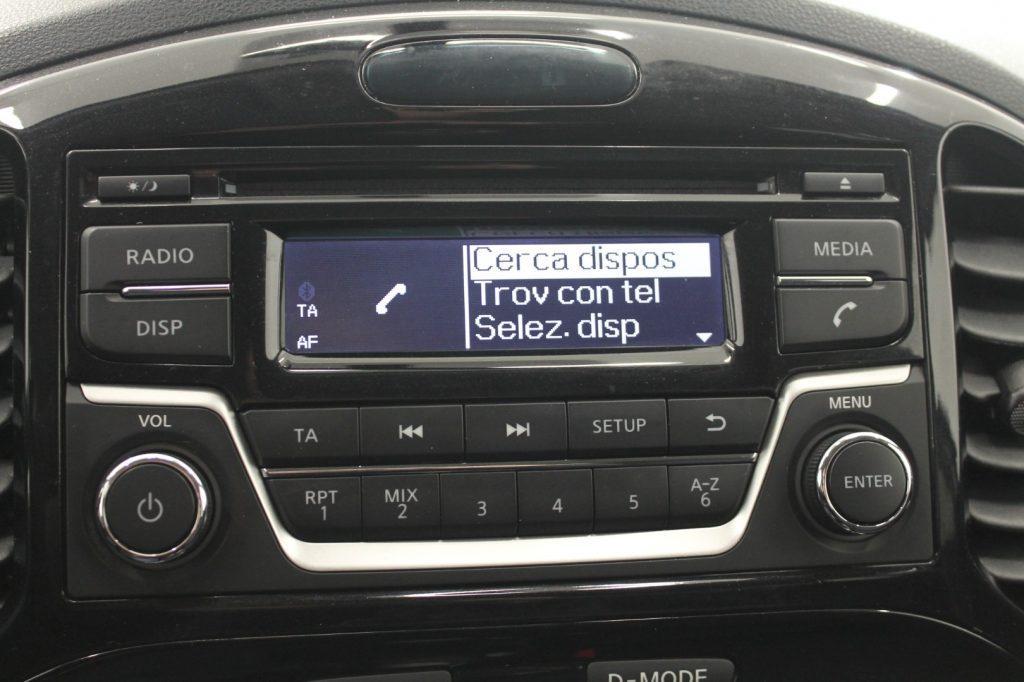 RADIO
DISP
TA
AF
Cerca dispos
Trov con tel
Selez. disp
MEDIA
VOL
MENU
TA
SETUP
ENTER
RPT
1
MIX
2
3
4
5
A-Z
6
D-MODE